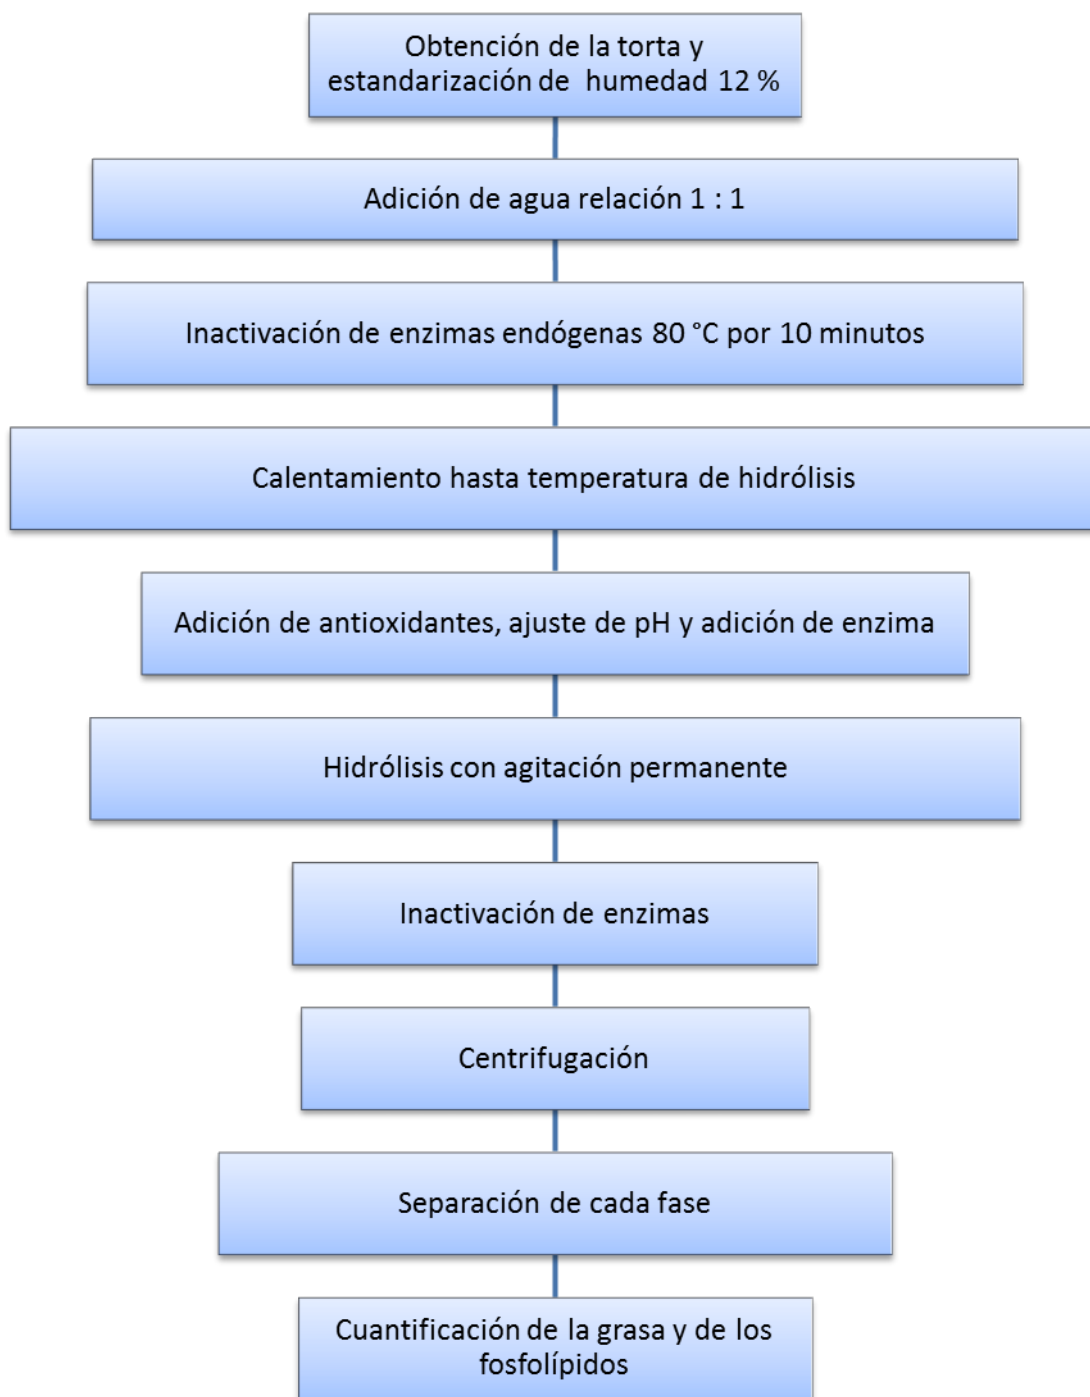 Obtención de la torta y
estandarización de humedad 12 %
Adición de agua relación 1 : 1
Inactivación de enzimas endógenas 80 °C por 10 minutos
Calentamiento hasta temperatura de hidrólisis
Adición de antioxidantes, ajuste de pH y adición de enzima
Hidrólisis con agitación permanente
Inactivación de enzimas
Centrifugación
Separación de cada fase
Cuantificación de la grasa y de los
fosfolípidos